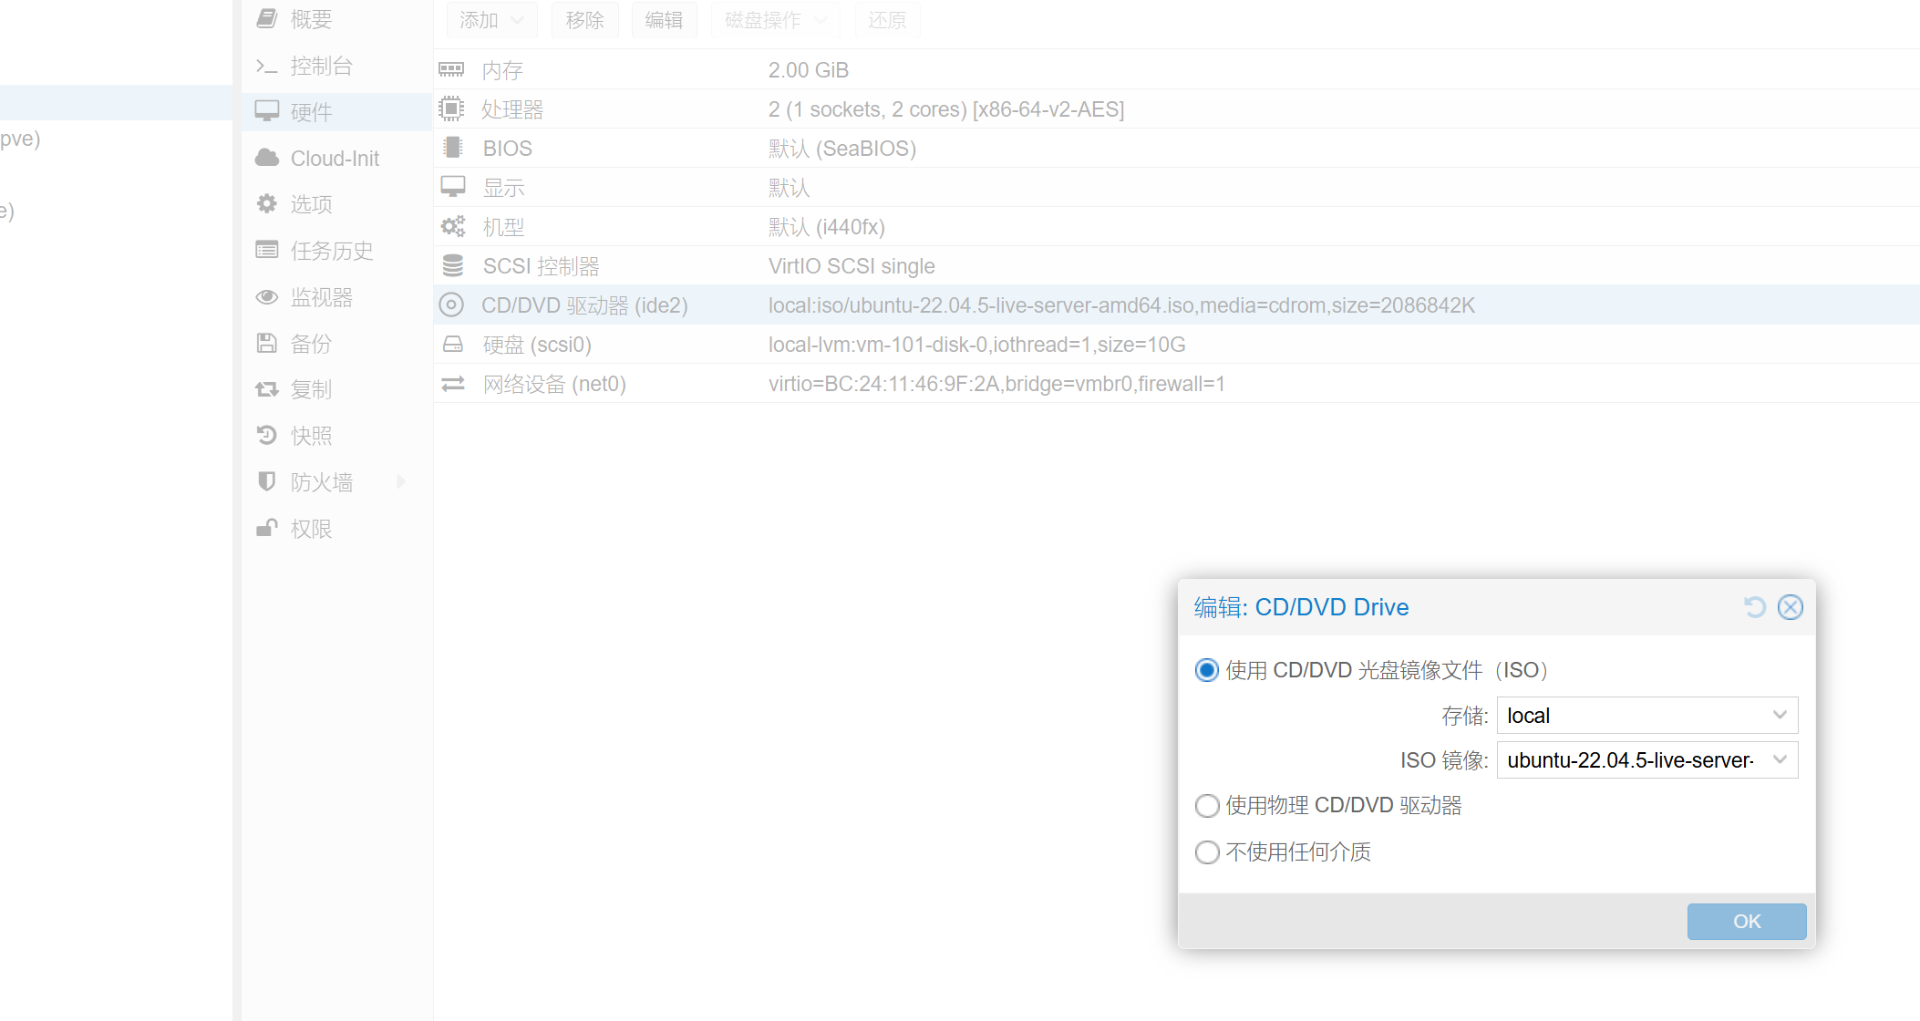 pve)
e)
概要
控制台
硬件
Cloud-Init
选项
任务历史
监视器
备份
复制
快照
防火墙
权限
添加 移除 编辑 磁盘操作 还原
内存 2.00 GiB
处理器 2 (1 sockets, 2 cores) [x86-64-v2-AES]
BIOS 默认 (SeaBIOS)
显示 默认
机型 默认 (i440fx)
SCSI 控制器 VirtIO SCSI single
CD/DVD 驱动器 (ide2) local:iso/ubuntu-22.04.5-live-server-amd64.iso,media=cdrom,size=2086842K
硬盘 (scsi0) local-lvm:vm-101-disk-0,iothread=1,size=10G
网络设备 (net0) virtio=BC:24:11:46:9F:2A,bridge=vmbr0,firewall=1
编辑: CD/DVD Drive
使用 CD/DVD 光盘镜像文件（ISO）
存储: local
ISO 镜像: ubuntu-22.04.5-live-server-
使用物理 CD/DVD 驱动器
不使用任何介质
OK